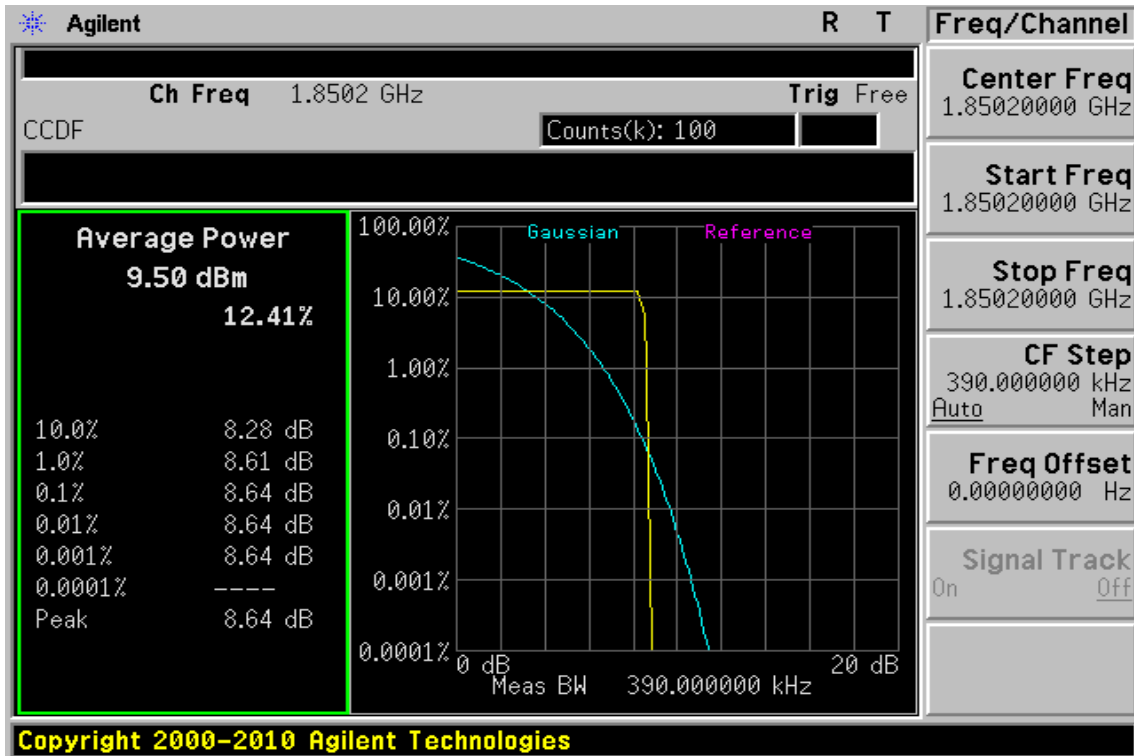 Agilent R T
Ch Freq 1.8502 GHz Trig Free
CCDF
Counts(k): 100
Average Power
9.50 dBm
12.41%
10.0% 8.28 dB
1.0% 8.61 dB
0.1% 8.64 dB
0.01% 8.64 dB
0.001% 8.64 dB
0.0001% ----
Peak 8.64 dB
Gaussian Reference
100.00%
10.00%
1.00%
0.10%
0.01%
0.001%
0.0001%
0 dB 20 dB
Meas BW 390.000000 kHz
Freq/Channel
Center Freq
1.85020000 GHz
Start Freq
1.85020000 GHz
Stop Freq
1.85020000 GHz
CF Step
390.000000 kHz
Auto Man
Freq Offset
0.00000000 Hz
Signal Track
On Off
Copyright 2000-2010 Agilent Technologies